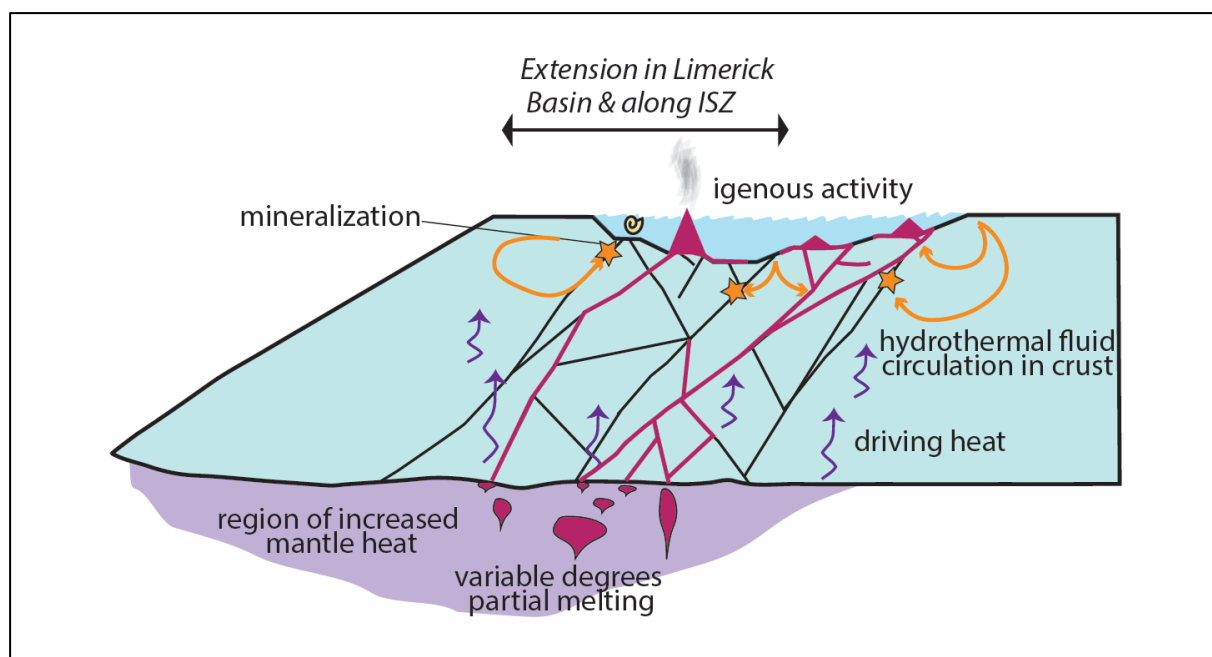 Extension in Limerick
Basin & along ISZ
igenous activity
mineralization
hydrothermal fluid
circulation in crust
driving heat
region of increased
mantle heat
variable degrees
partial melting